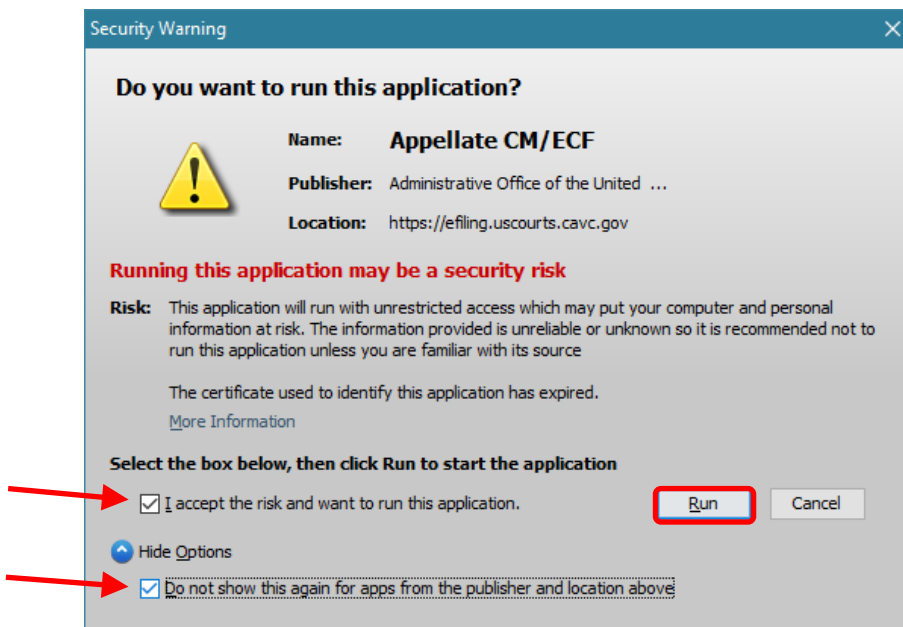 Security Warning
Do you want to run this application?
Name: Appellate CM/ECF
Publisher: Administrative Office of the United ...
Location: https://efiling.uscourts.cavc.gov
Running this application may be a security risk
Risk: This application will run with unrestricted access which may put your computer and personal
information at risk. The information provided is unreliable or unknown so it is recommended not to
run this application unless you are familiar with its source
The certificate used to identify this application has expired.
More Information
Select the box below, then click Run to start the application
I accept the risk and want to run this application. Run Cancel
Hide Options
Do not show this again for apps from the publisher and location above